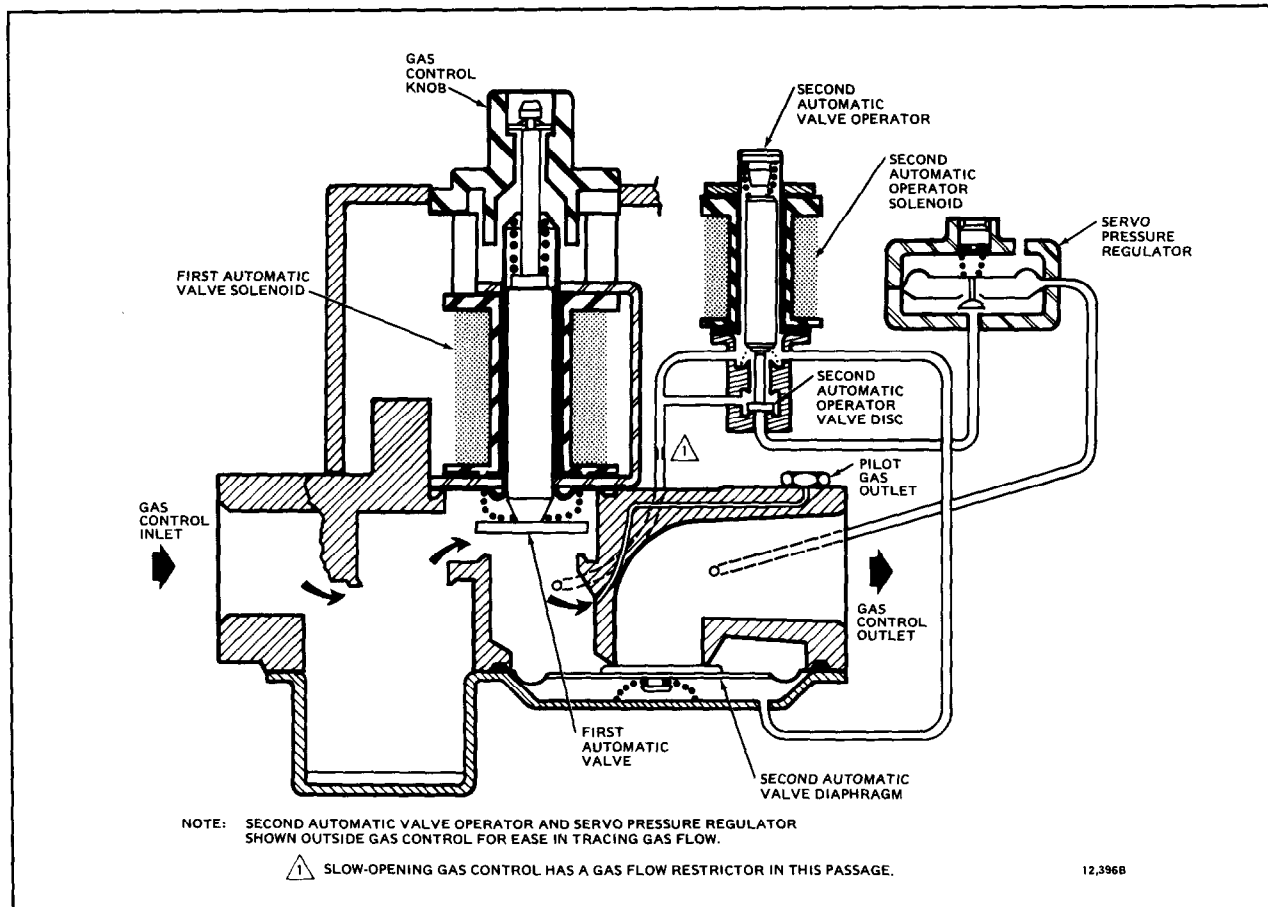 GAS
CONTROL
KNOB
SECOND
AUTOMATIC
VALVE OPERATOR
SECOND
AUTOMATIC
OPERATOR
SOLENOID
SERVO
PRESSURE
REGULATOR
FIRST AUTOMATIC
VALVE SOLENOID
SECOND
AUTOMATIC
OPERATOR
VALVE DISC
1
PILOT
GAS
OUTLET
GAS
CONTROL
INLET
GAS
CONTROL
OUTLET
FIRST
AUTOMATIC
VALVE
SECOND AUTOMATIC
VALVE DIAPHRAGM
NOTE: SECOND AUTOMATIC VALVE OPERATOR AND SERVO PRESSURE REGULATOR
SHOWN OUTSIDE GAS CONTROL FOR EASE IN TRACING GAS FLOW.
1 SLOW-OPENING GAS CONTROL HAS A GAS FLOW RESTRICTOR IN THIS PASSAGE.
12,396B